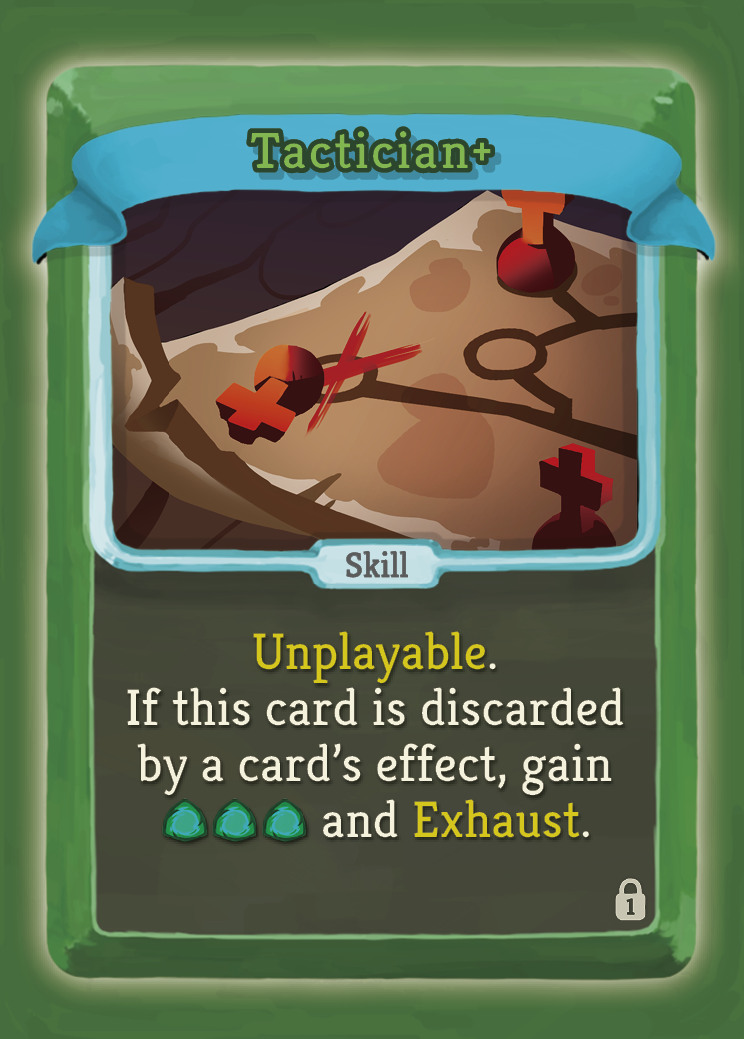 Tactician+
Skill
Unplayable.
If this card is discarded
by a card’s effect, gain
and Exhaust.
1